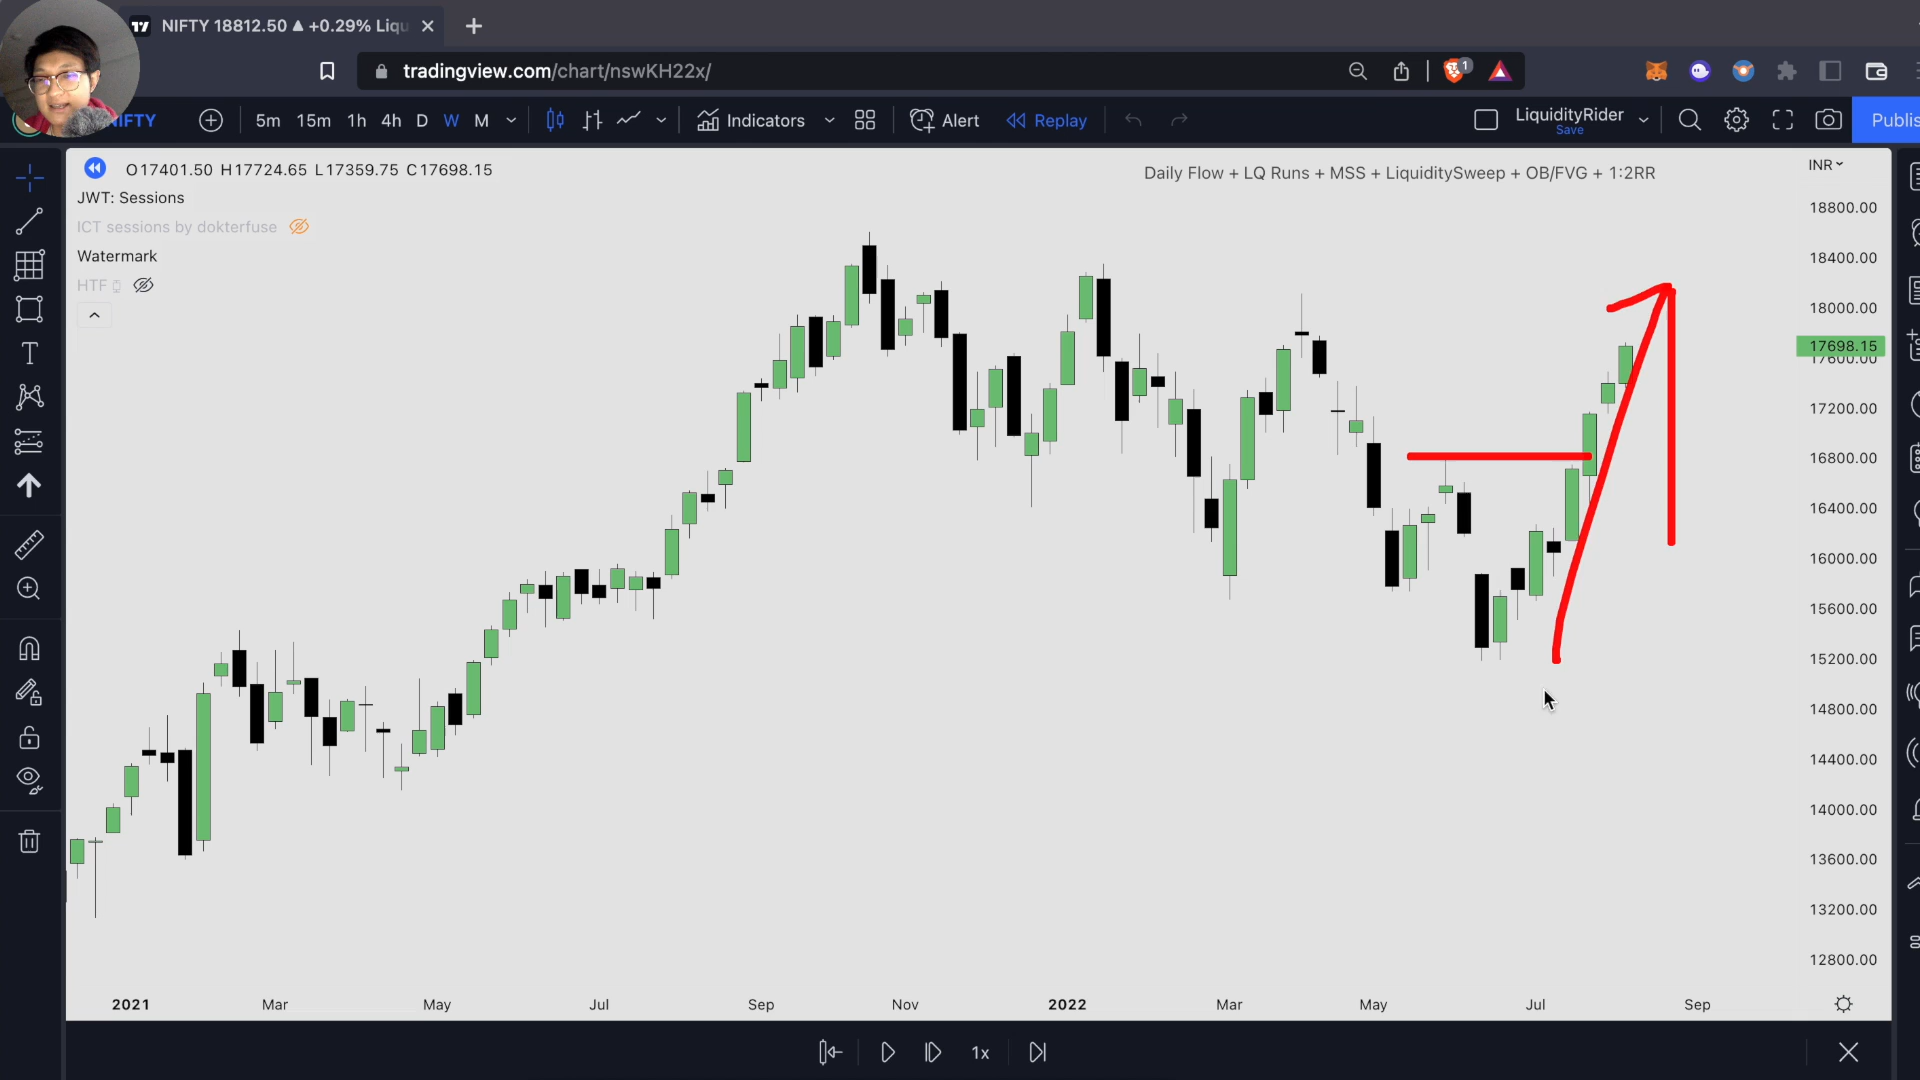 NIFTY 18812.50 ▲ +0.29% Liqu
tradingview.com/chart/nswKH22x/
1
NIFTY 5m 15m 1h 4h D W M Indicators Alert Replay LiquidityRider Publis
Save
O17401.50 H17724.65 L17359.75 C17698.15
Daily Flow + LQ Runs + MSS + LiquiditySweep + OB/FVG + 1:2RR
INR
JWT: Sessions
ICT sessions by dokterfuse
Watermark
HTF
18800.00
18400.00
18000.00
17698.15
17600.00
17200.00
16800.00
16400.00
16000.00
15600.00
15200.00
14800.00
14400.00
14000.00
13600.00
13200.00
12800.00
2021 Mar May Jul Sep Nov 2022 Mar May Jul Sep
1x